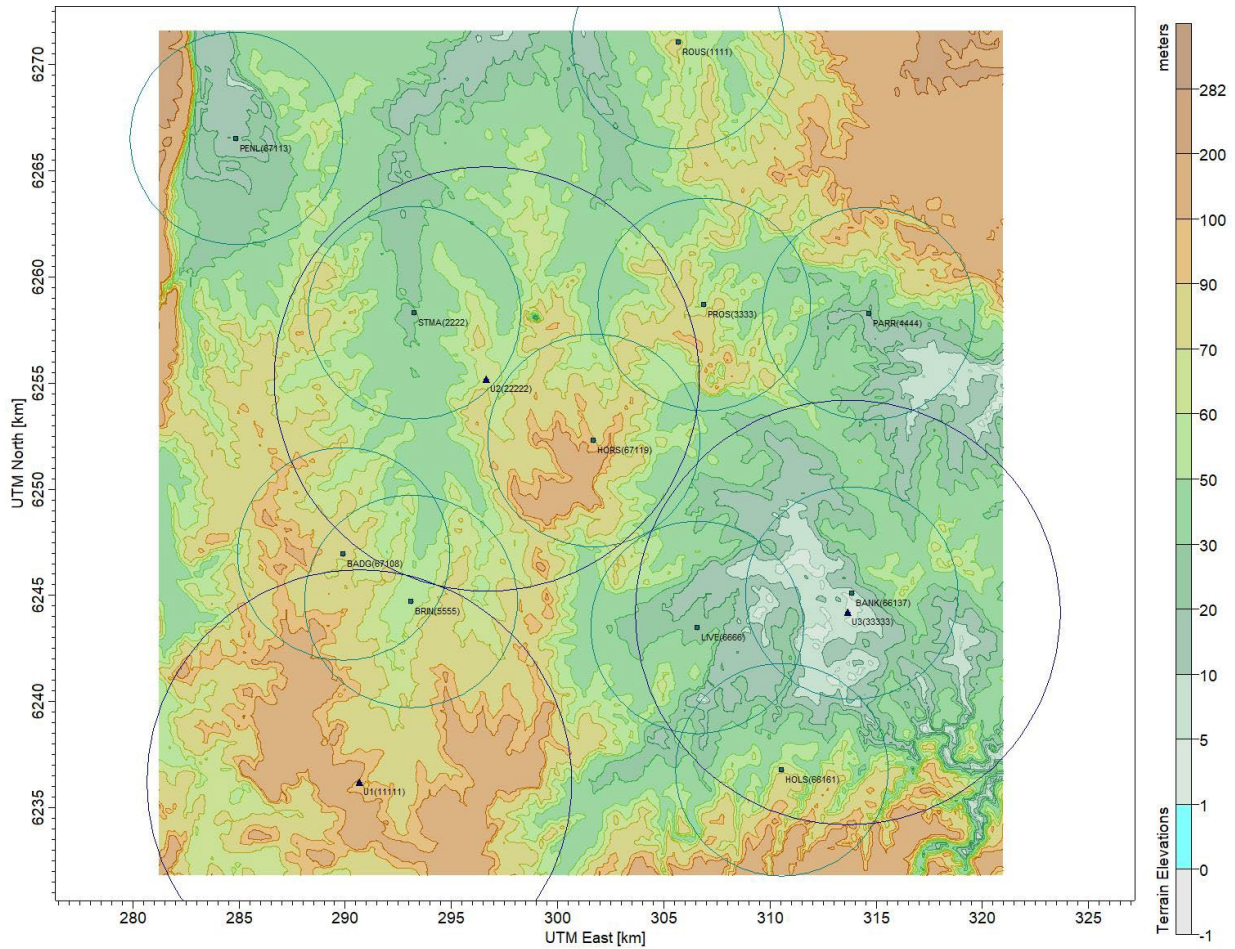 meters
282
200
100
90
70
60
50
30
20
10
5
1
0
-1
Terrain Elevations
UTM North [km]
6270
6265
6260
6255
6250
6245
6240
6235
ROUS(1111)
PENL(67113)
STMA(2222)
PROS(3333)
PARR(4444)
U2(22222)
HORS(67119)
BADG(67108)
BRIN(5555)
BANK(66137)
U3(33333)
LIVE(6666)
HOLS(66161)
U1(11111)
280
285
290
295
300
305
310
315
320
325
UTM East [km]